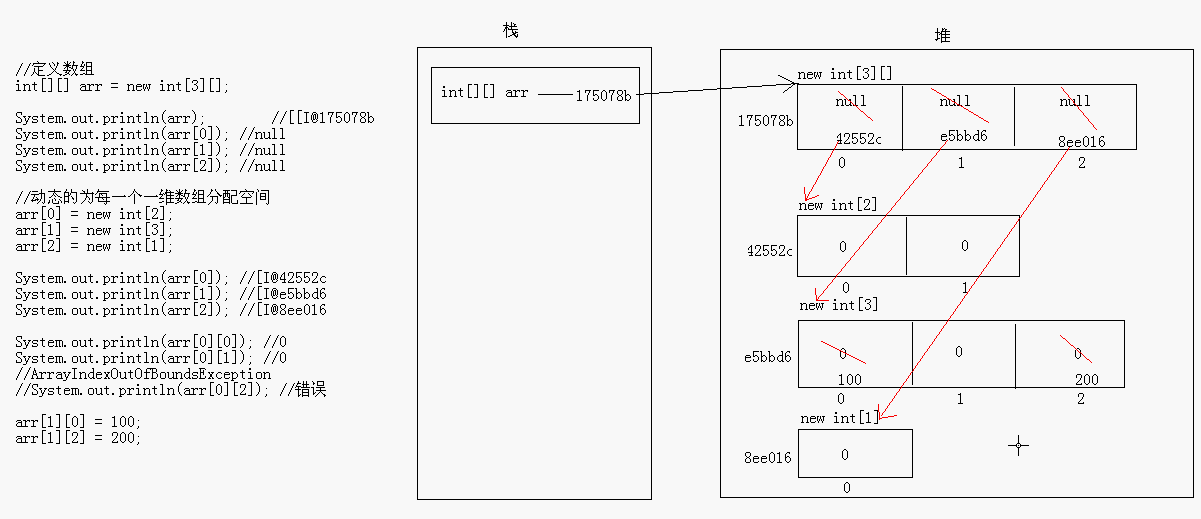 //定义数组
int[][] arr = new int[3][];
System.out.println(arr); //[[I@175078b
System.out.println(arr[0]); //null
System.out.println(arr[1]); //null
System.out.println(arr[2]); //null
//动态的为每一个一维数组分配空间
arr[0] = new int[2];
arr[1] = new int[3];
arr[2] = new int[1];
System.out.println(arr[0]); //[I@42552c
System.out.println(arr[1]); //[I@e5bbd6
System.out.println(arr[2]); //[I@8ee016
System.out.println(arr[0][0]); //0
System.out.println(arr[0][1]); //0
//ArrayIndexOutOfBoundsException
//System.out.println(arr[0][2]); //错误
arr[1][0] = 100;
arr[1][2] = 200;
栈
int[][] arr 175078b
堆
new int[3][]
null null null
175078b
42552c e5bbd6 8ee016
0 1 2
new int[2]
42552c 0 0
0 1
new int[3]
e5bbd6 0 0 0
100 200
0 1 2
new int[1]
8ee016 0
0